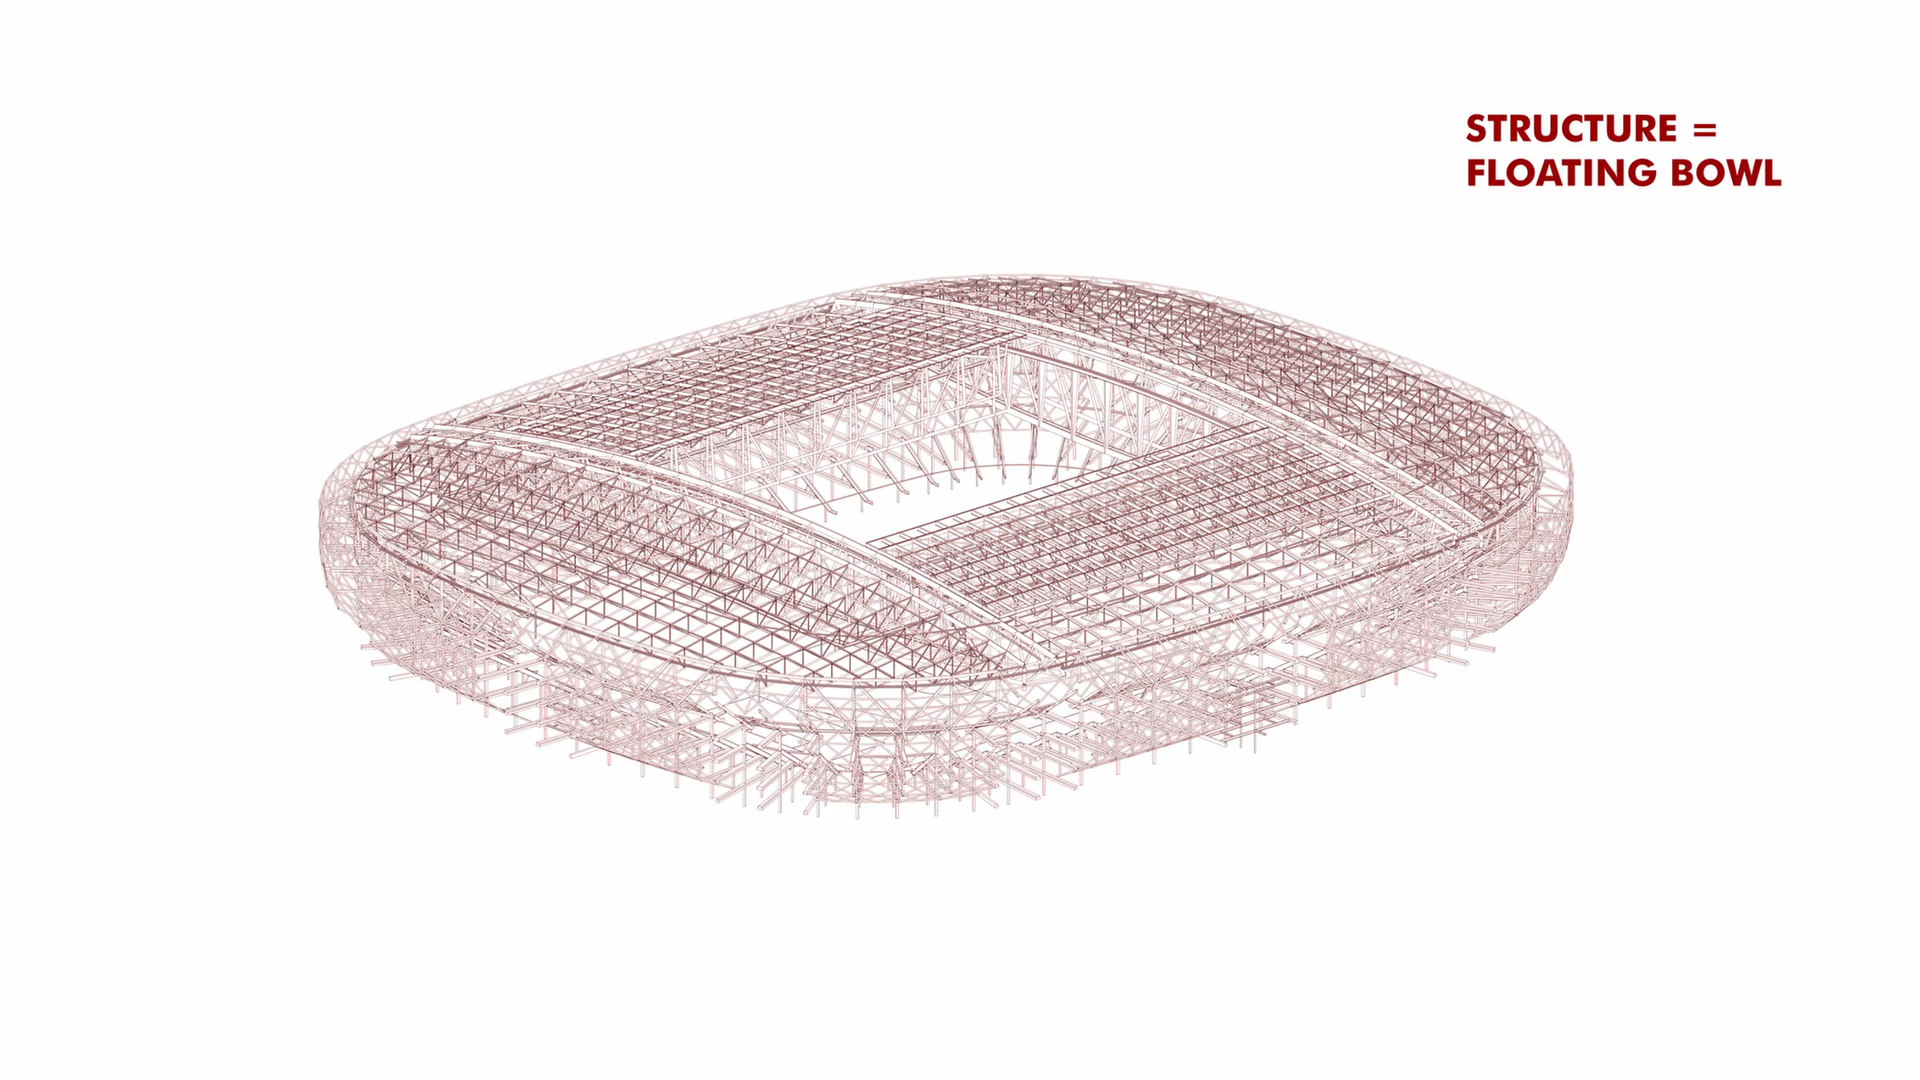 STRUCTURE =
FLOATING BOWL